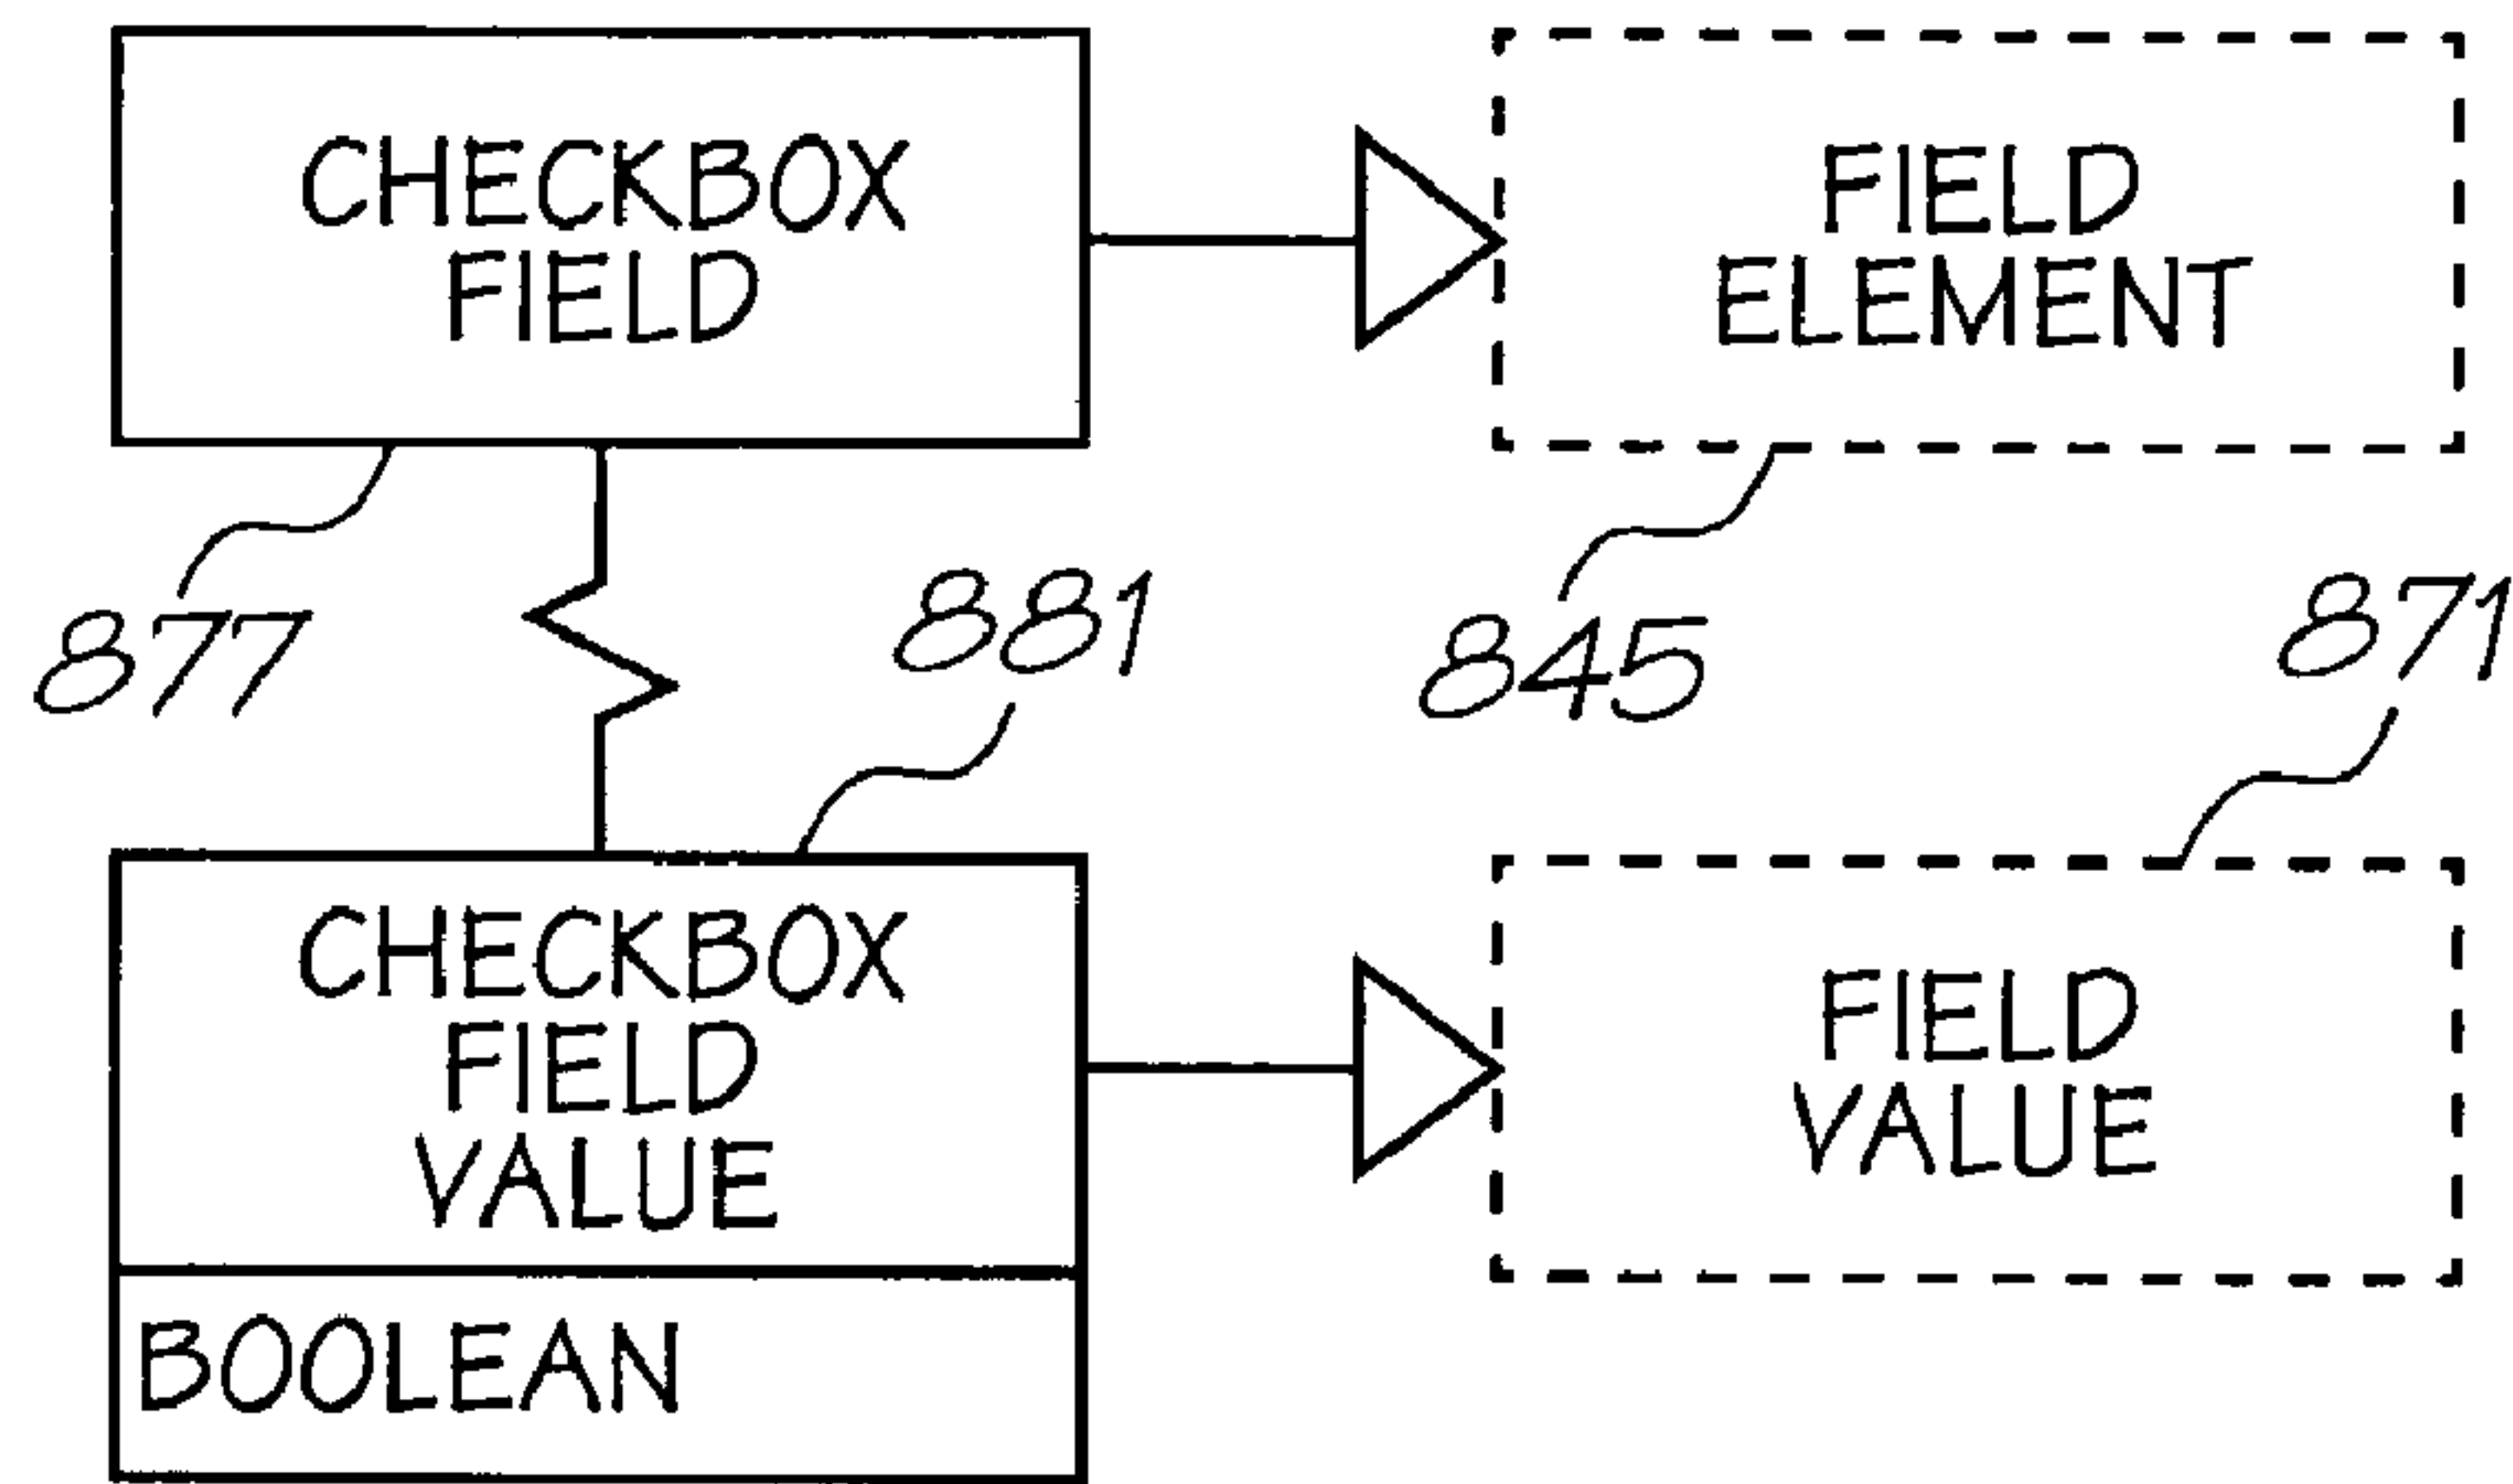 CHECKBOX
FIELD
FIELD
ELEMENT
877
881
845
871
CHECKBOX
FIELD
VALUE
FIELD
VALUE
BOOLEAN